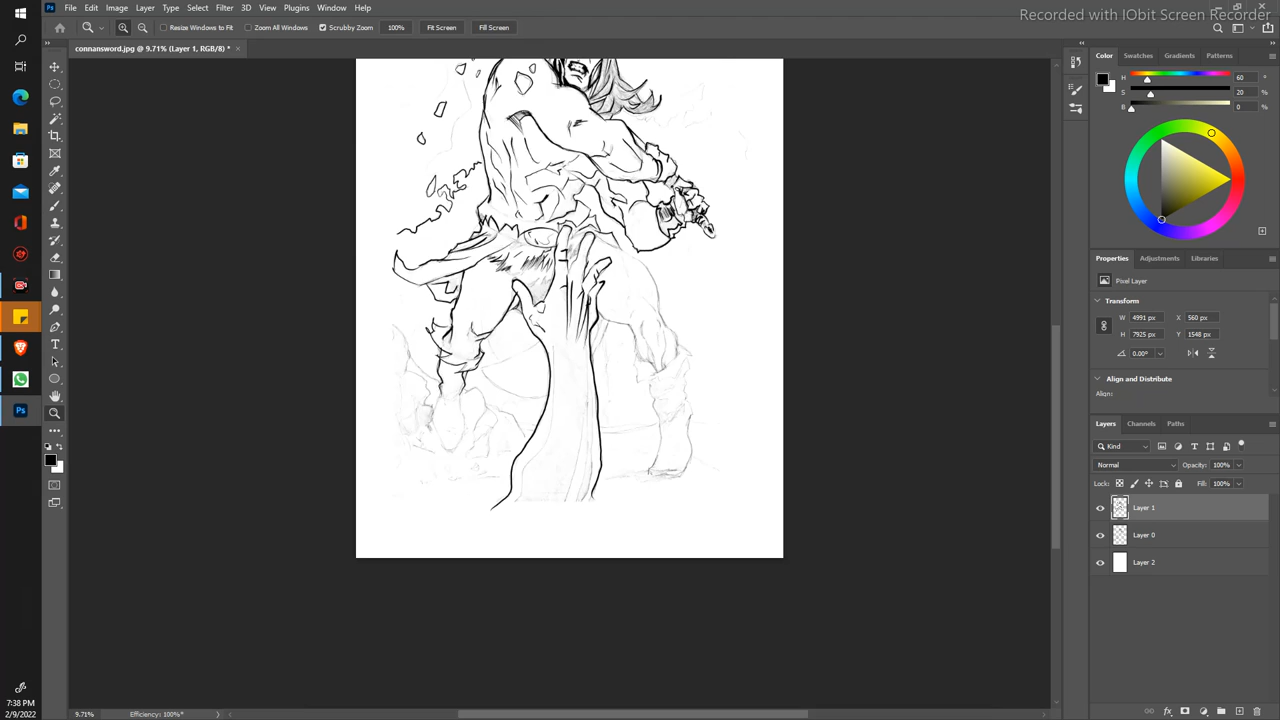 Recorded with IObit Screen Recorder
File Edit Image Layer Type Select Filter 3D View Plugins Window Help
Resize Windows to Fit Zoom All Windows Scrubby Zoom 100% Fit Screen Fill Screen
connansword.jpg @ 9.71% (Layer 1, RGB/8) * ×
Color Swatches Gradients Patterns
H 60 °
S 20 %
B 0 %
Properties Adjustments Libraries
Pixel Layer
Transform
W 4991 px X 560 px
H 7925 px Y 1548 px
0.00°
Align and Distribute
Align:
Layers Channels Paths
Kind
Normal Opacity: 100%
Lock: Fill: 100%
Layer 1
Layer 0
Layer 2
7:38 PM
2/9/2022
9.71% Efficiency: 100%*